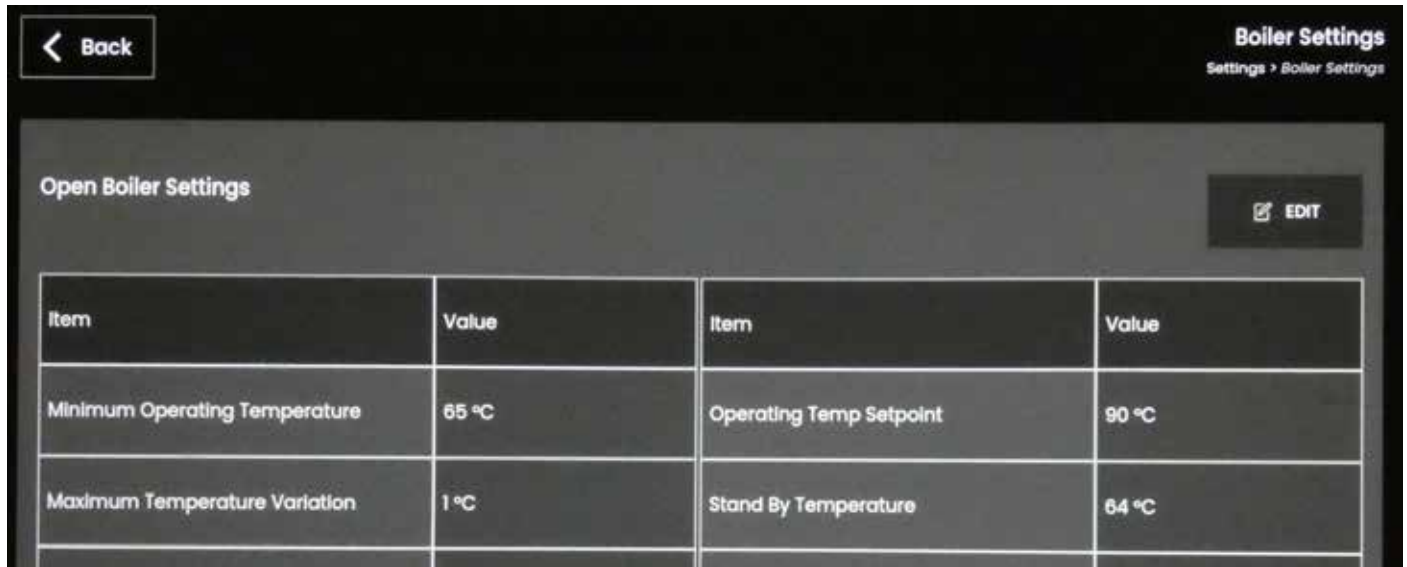 Back
Boiler Settings
Settings > Boiler Settings
Open Boiler Settings
EDIT
Item Value Item Value
Minimum Operating Temperature 65 °C Operating Temp Setpoint 90 °C
Maximum Temperature Variation 1 °C Stand By Temperature 64 °C